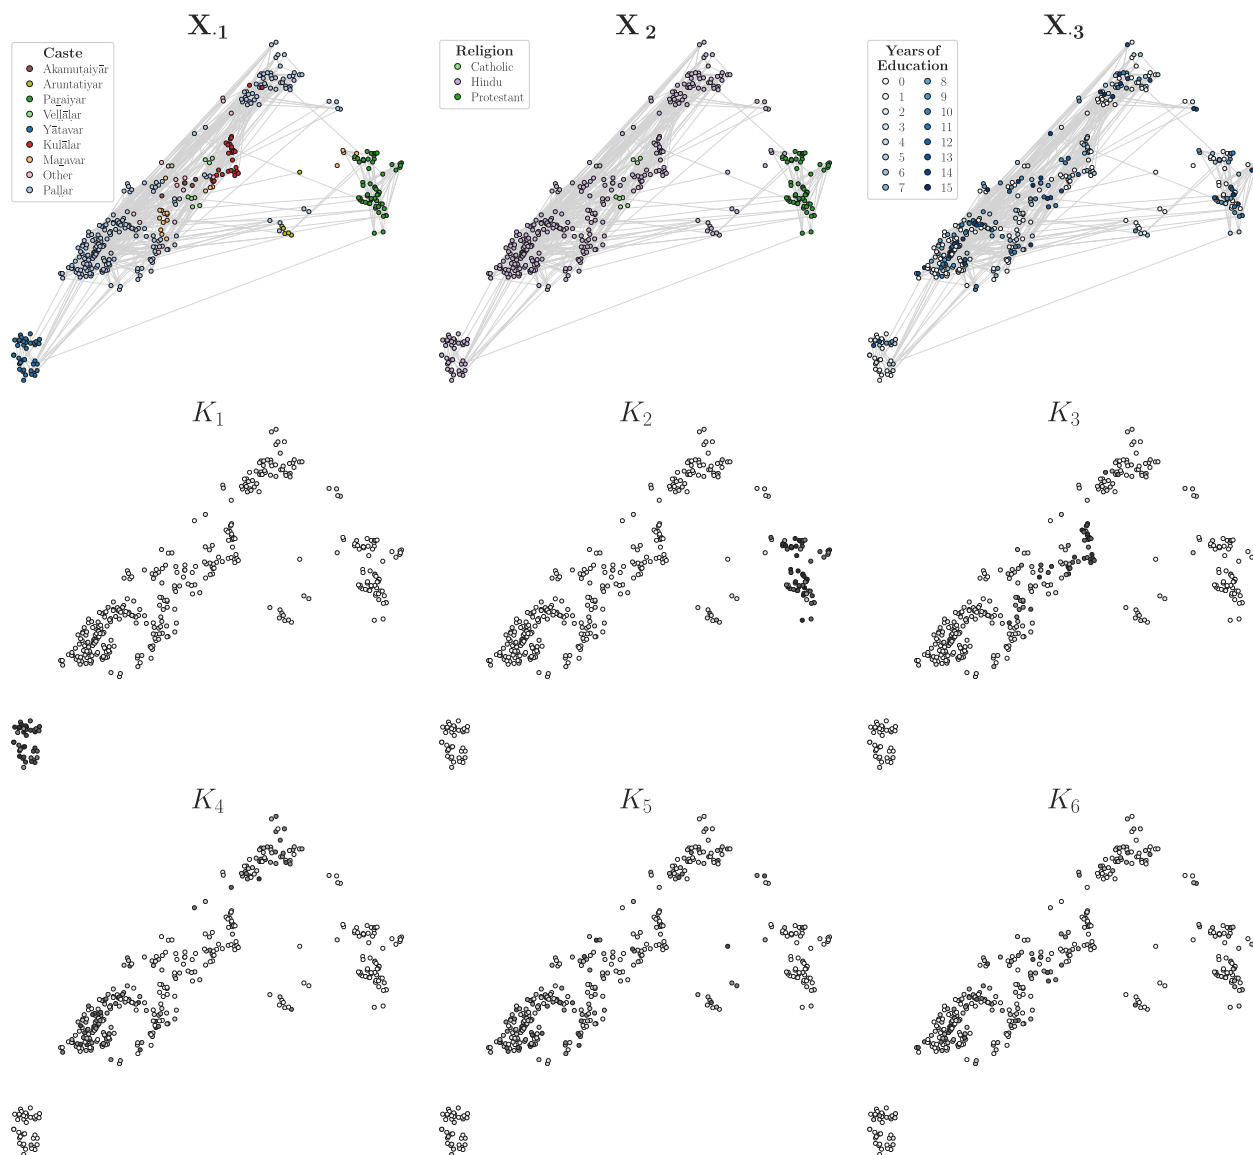 X.1
Caste
Akamuṭaiyār
Aruntatiyar
Paṟaiyar
Veḷḷāḷar
Yātavar
Kulālar
Maṟavar
Other
Paḷḷar
X.2
Religion
Catholic
Hindu
Protestant
X.3
Years of
Education
0 8
1 9
2 10
3 11
4 12
5 13
6 14
7 15
K1
K2
K3
K4
K5
K6